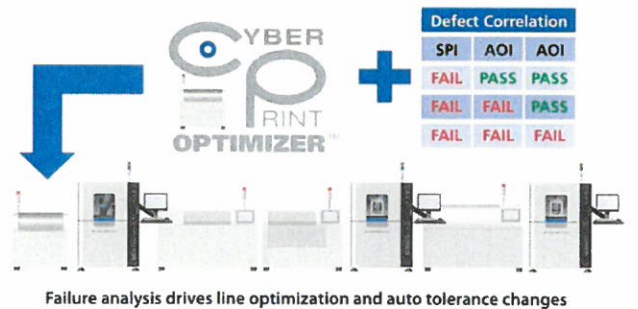 CYBER
PRINT
OPTIMIZER™
Defect Correlation
SPI AOI AOI
FAIL PASS PASS
FAIL FAIL PASS
FAIL FAIL FAIL
Failure analysis drives line optimization and auto tolerance changes